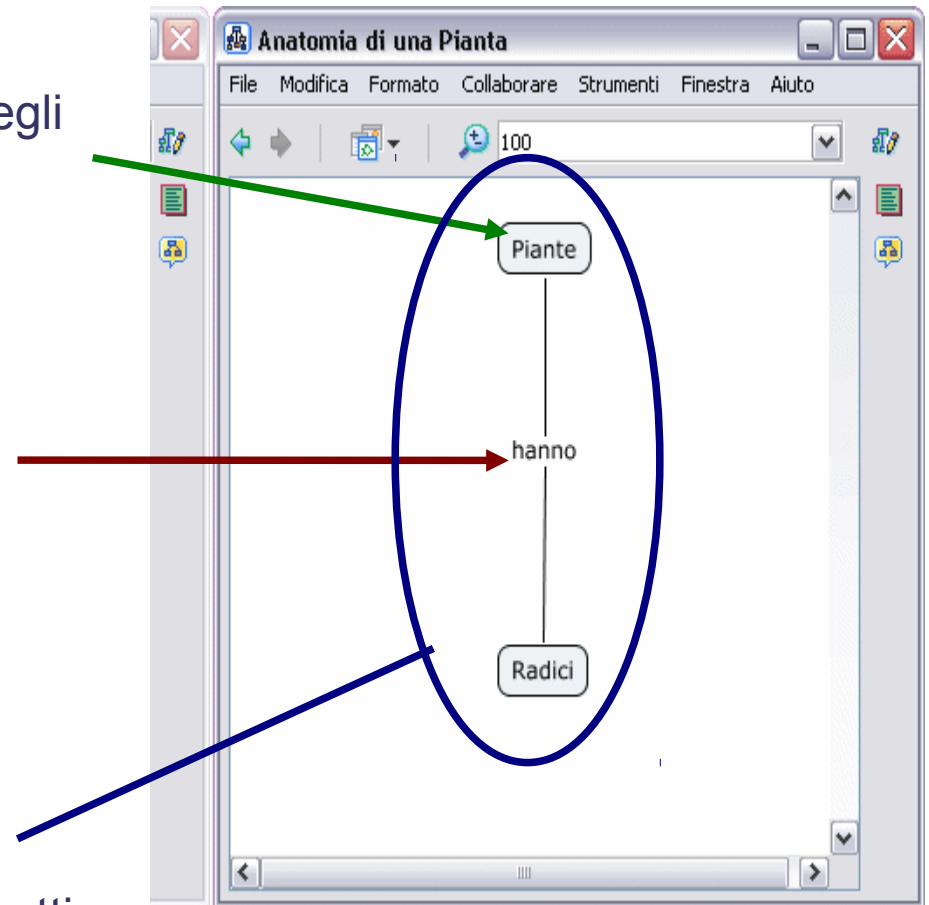 Anatomia di una Pianta
File Modifica Formato Collaborare Strumenti Finestra Aiuto
egli
100
Piante
hanno
Radici